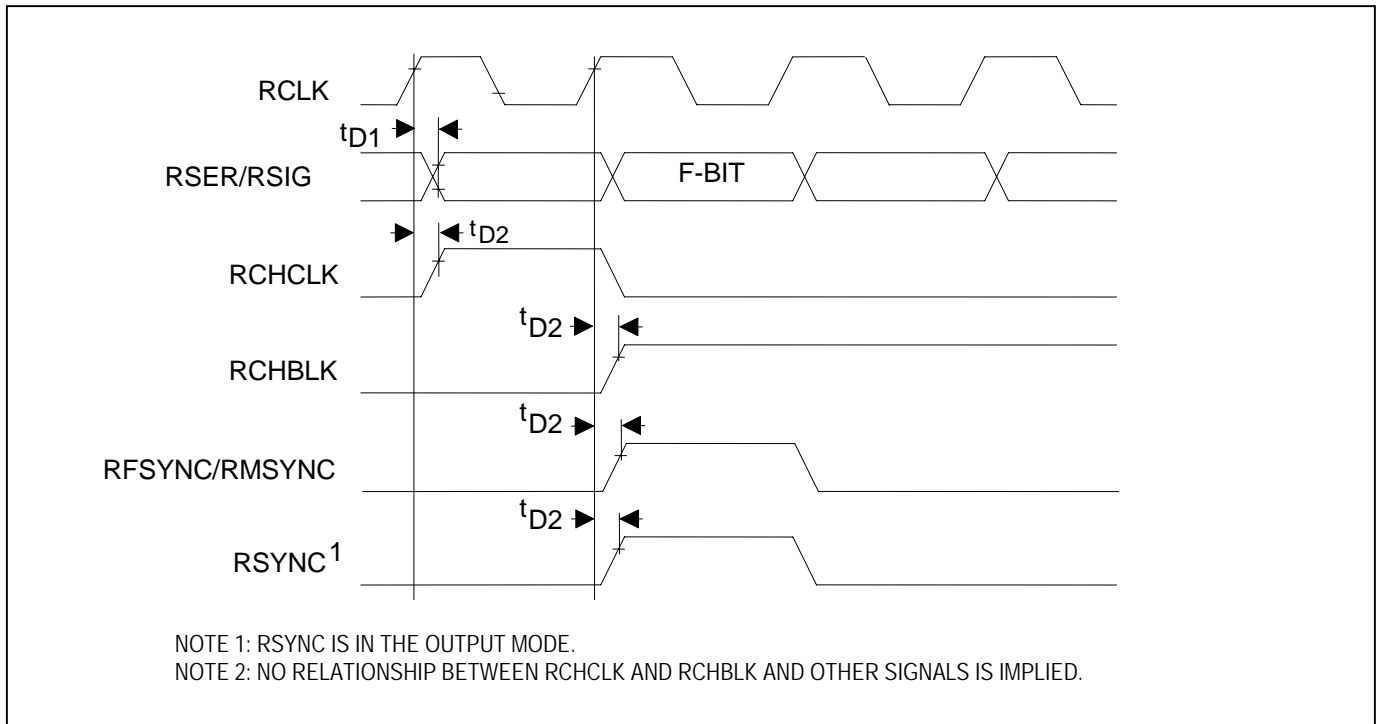 RCLK
tD1
RSER/RSIG
F-BIT
tD2
RCHCLK
tD2
RCHBLK
tD2
RFSYNC/RMSYNC
tD2
RSYNC1
NOTE 1: RSYNC IS IN THE OUTPUT MODE.
NOTE 2: NO RELATIONSHIP BETWEEN RCHCLK AND RCHBLK AND OTHER SIGNALS IS IMPLIED.